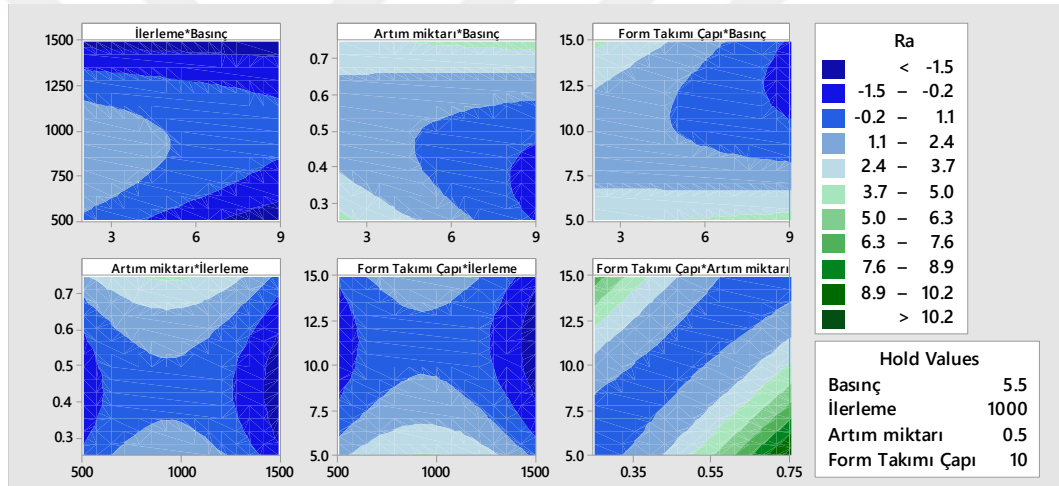 İlerleme*Basınç
1500
1250
1000
750
500
3 6 9
Artım miktarı*Basınç
0.7
0.6
0.5
0.4
0.3
3 6 9
Form Takımı Çapı*Basınç
15.0
12.5
10.0
7.5
5.0
3 6 9
Artım miktarı*İlerleme
0.7
0.6
0.5
0.4
0.3
500 1000 1500
Form Takımı Çapı*İlerleme
15.0
12.5
10.0
7.5
5.0
500 1000 1500
Form Takımı Çapı*Artım miktarı
15.0
12.5
10.0
7.5
5.0
0.35 0.55 0.75
Ra
< -1.5
-1.5 – -0.2
-0.2 – 1.1
1.1 – 2.4
2.4 – 3.7
3.7 – 5.0
5.0 – 6.3
6.3 – 7.6
7.6 – 8.9
8.9 – 10.2
> 10.2
Hold Values
Basınç 5.5
İlerleme 1000
Artım miktarı 0.5
Form Takımı Çapı 10